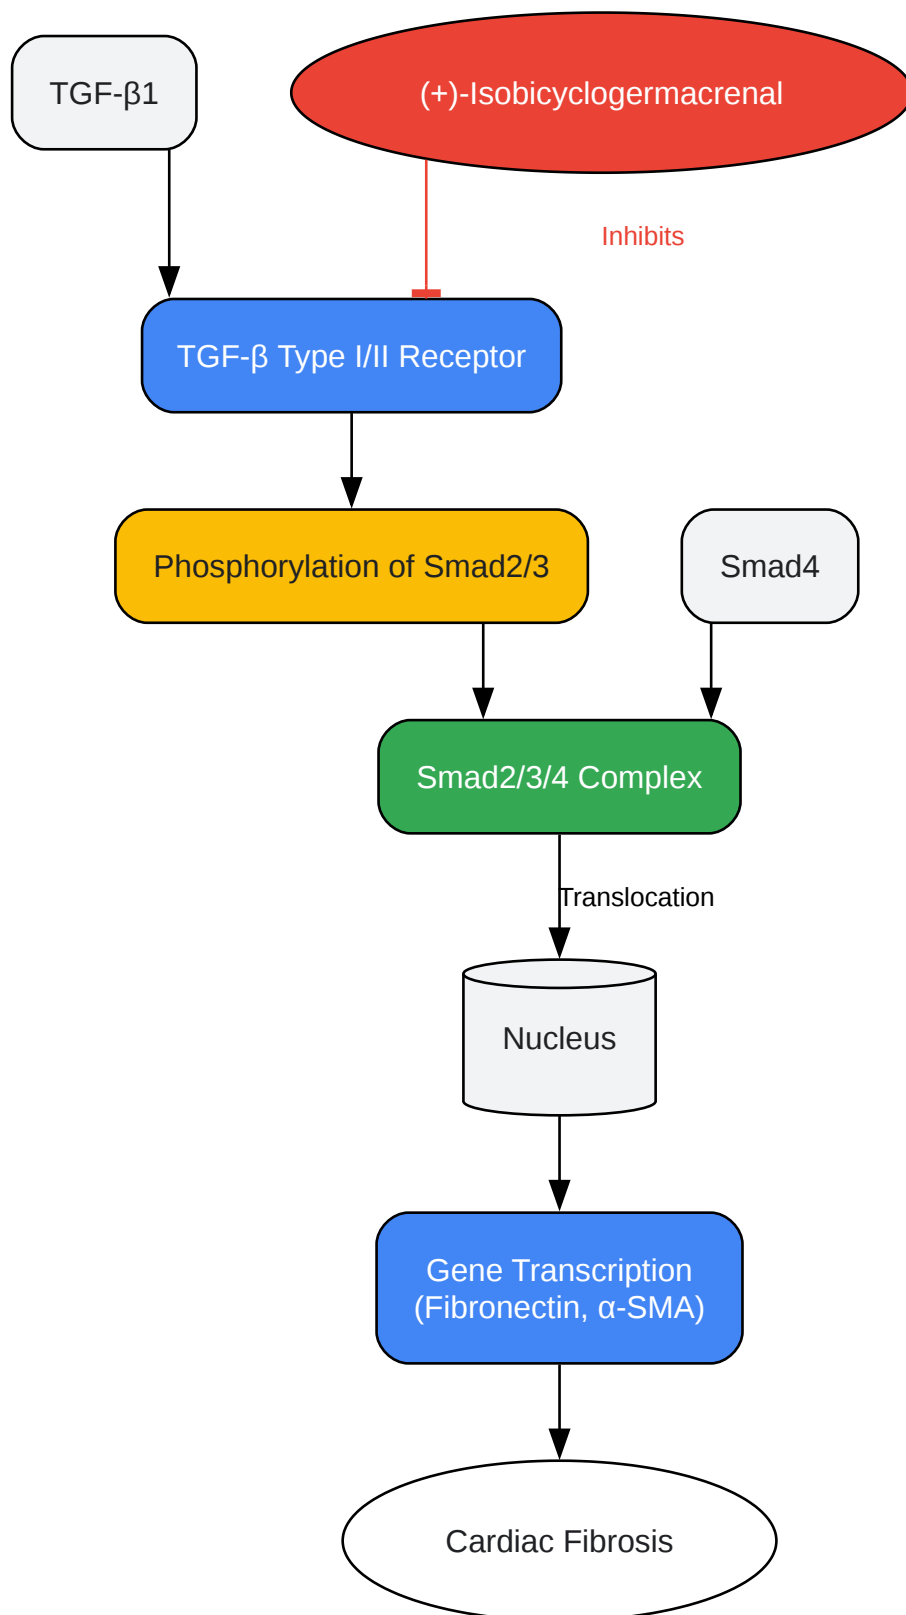 TGF-β1
(+)-Isobicyclogermacrenal
Inhibits
TGF-β Type I/II Receptor
Phosphorylation of Smad2/3
Smad4
Smad2/3/4 Complex
Translocation
Nucleus
Gene Transcription
(Fibronectin, α-SMA)
Cardiac Fibrosis